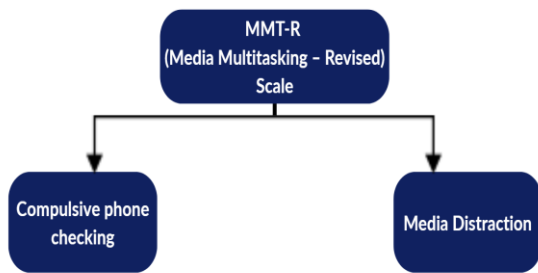 MMT-R
(Media Multitasking – Revised)
Scale
Compulsive phone
checking
Media Distraction